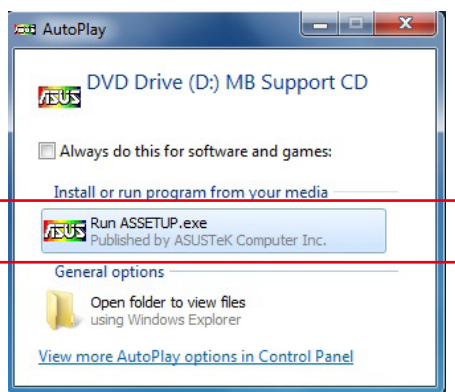 AutoPlay
DVD Drive (D:) MB Support CD
ASUS
Always do this for software and games:
Install or run program from your media
ASUS
Run ASSETUP.exe
Published by ASUSTeK Computer Inc.
General options
Open folder to view files
using Windows Explorer
View more AutoPlay options in Control Panel